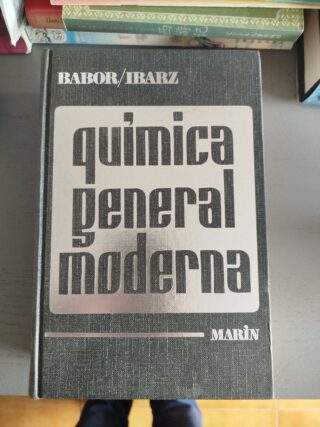 BABOR/IBARZ
química
general
moderna
MARÍN